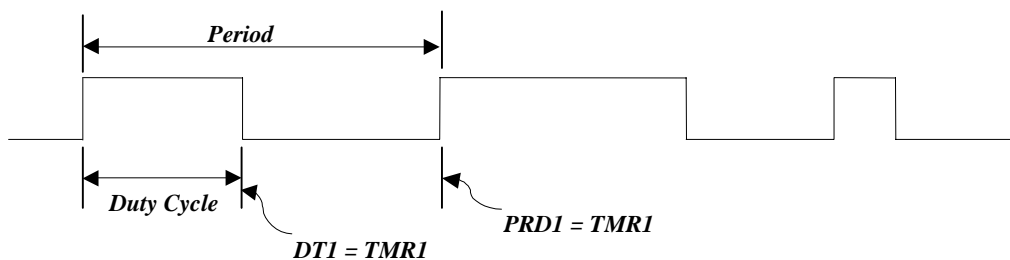 Period
Duty Cycle
PRD1 = TMR1
DT1 = TMR1